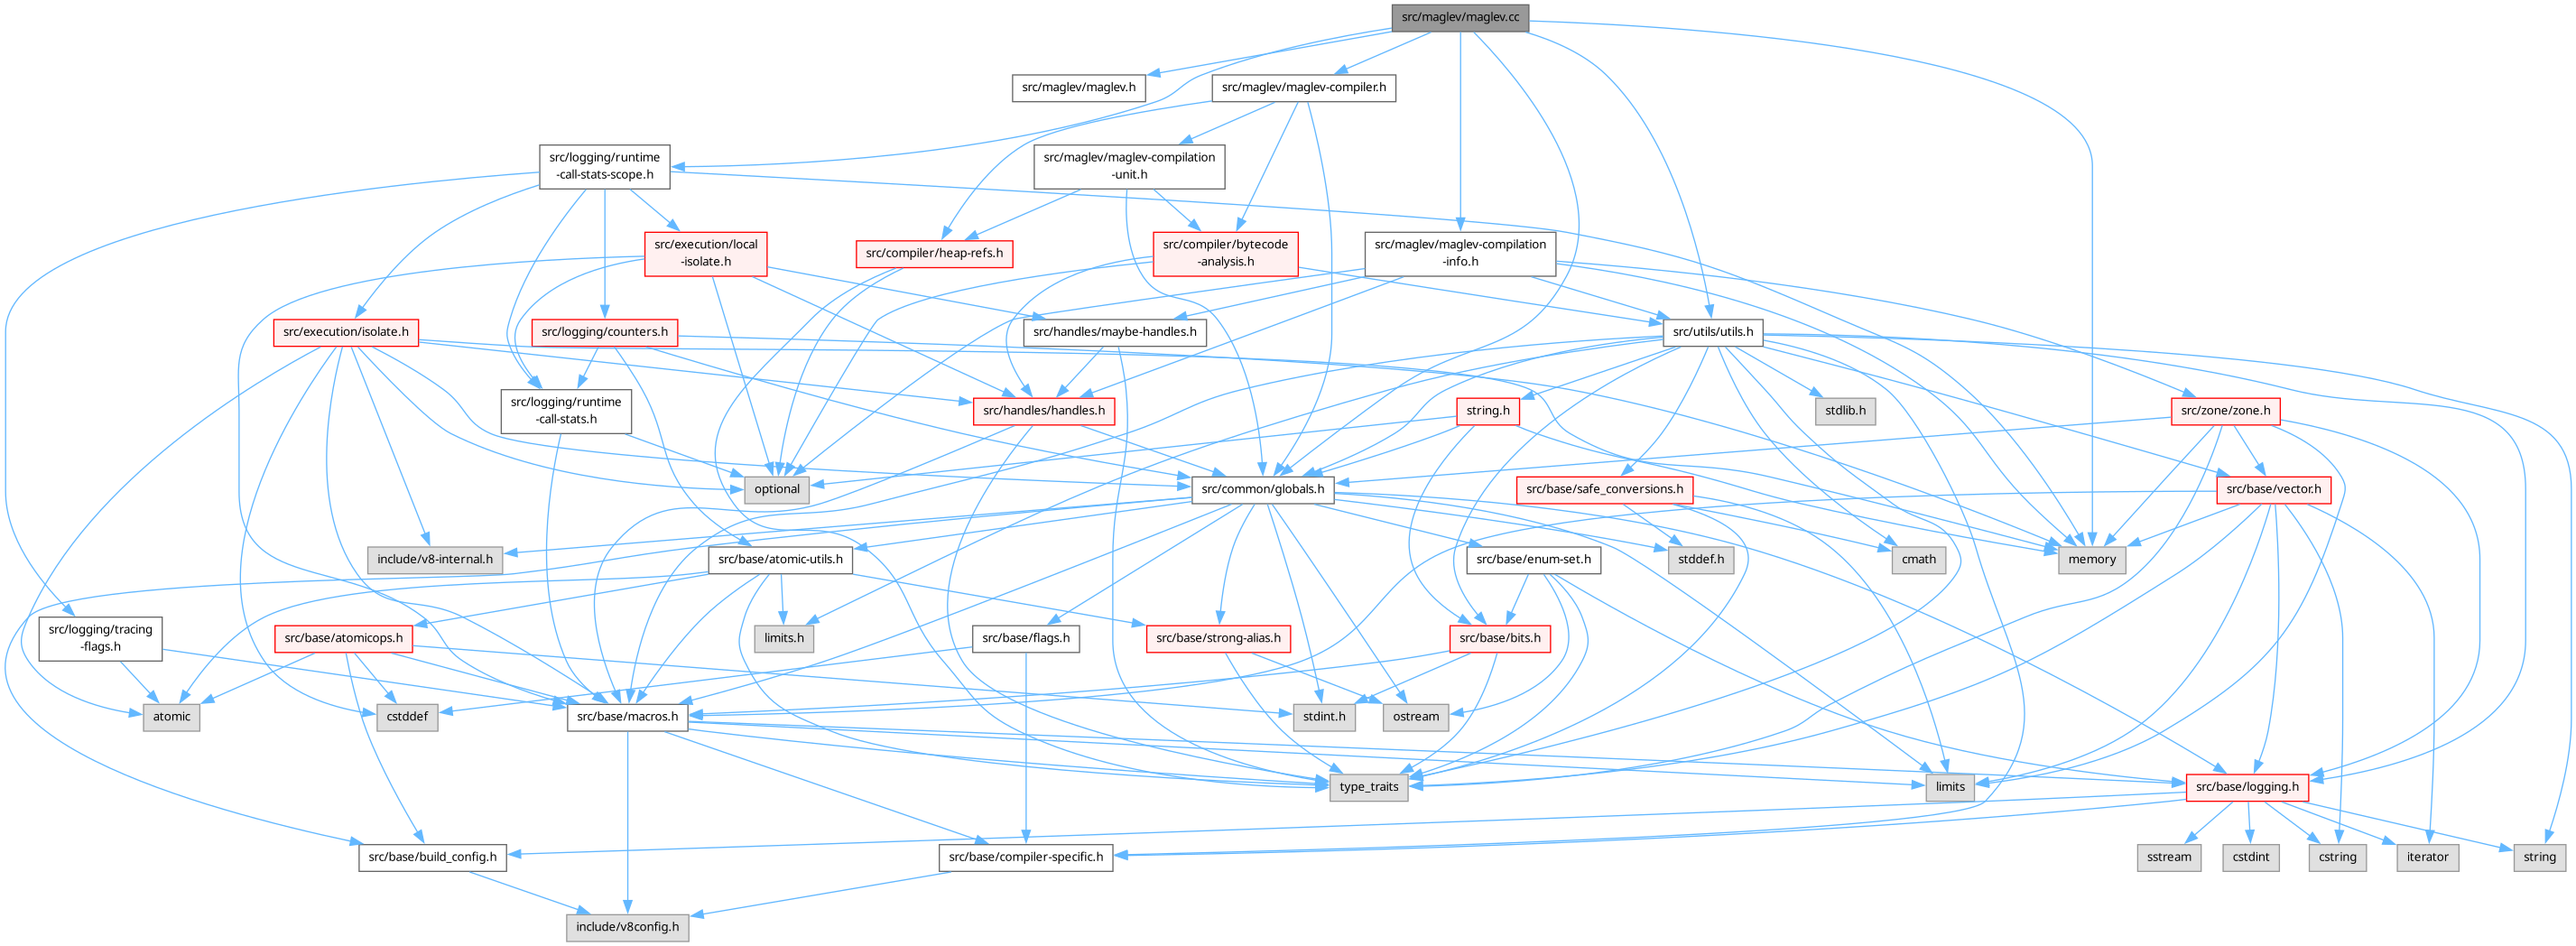 src/maglev/maglev.cc
src/maglev/maglev.h
src/maglev/maglev-compiler.h
src/logging/runtime
-call-stats-scope.h
src/maglev/maglev-compilation
-unit.h
src/execution/local
-isolate.h
src/compiler/heap-refs.h
src/compiler/bytecode
-analysis.h
src/maglev/maglev-compilation
-info.h
src/execution/isolate.h
src/logging/counters.h
src/handles/maybe-handles.h
src/utils/utils.h
src/logging/runtime
-call-stats.h
src/handles/handles.h
string.h
stdlib.h
src/zone/zone.h
optional
src/common/globals.h
src/base/safe_conversions.h
src/base/vector.h
include/v8-internal.h
src/base/atomic-utils.h
src/base/enum-set.h
stddef.h
cmath
memory
src/logging/tracing
-flags.h
src/base/atomicops.h
limits.h
src/base/flags.h
src/base/strong-alias.h
src/base/bits.h
atomic
cstddef
src/base/macros.h
stdint.h
ostream
type_traits
limits
src/base/logging.h
src/base/build_config.h
src/base/compiler-specific.h
sstream
cstdint
cstring
iterator
string
include/v8config.h